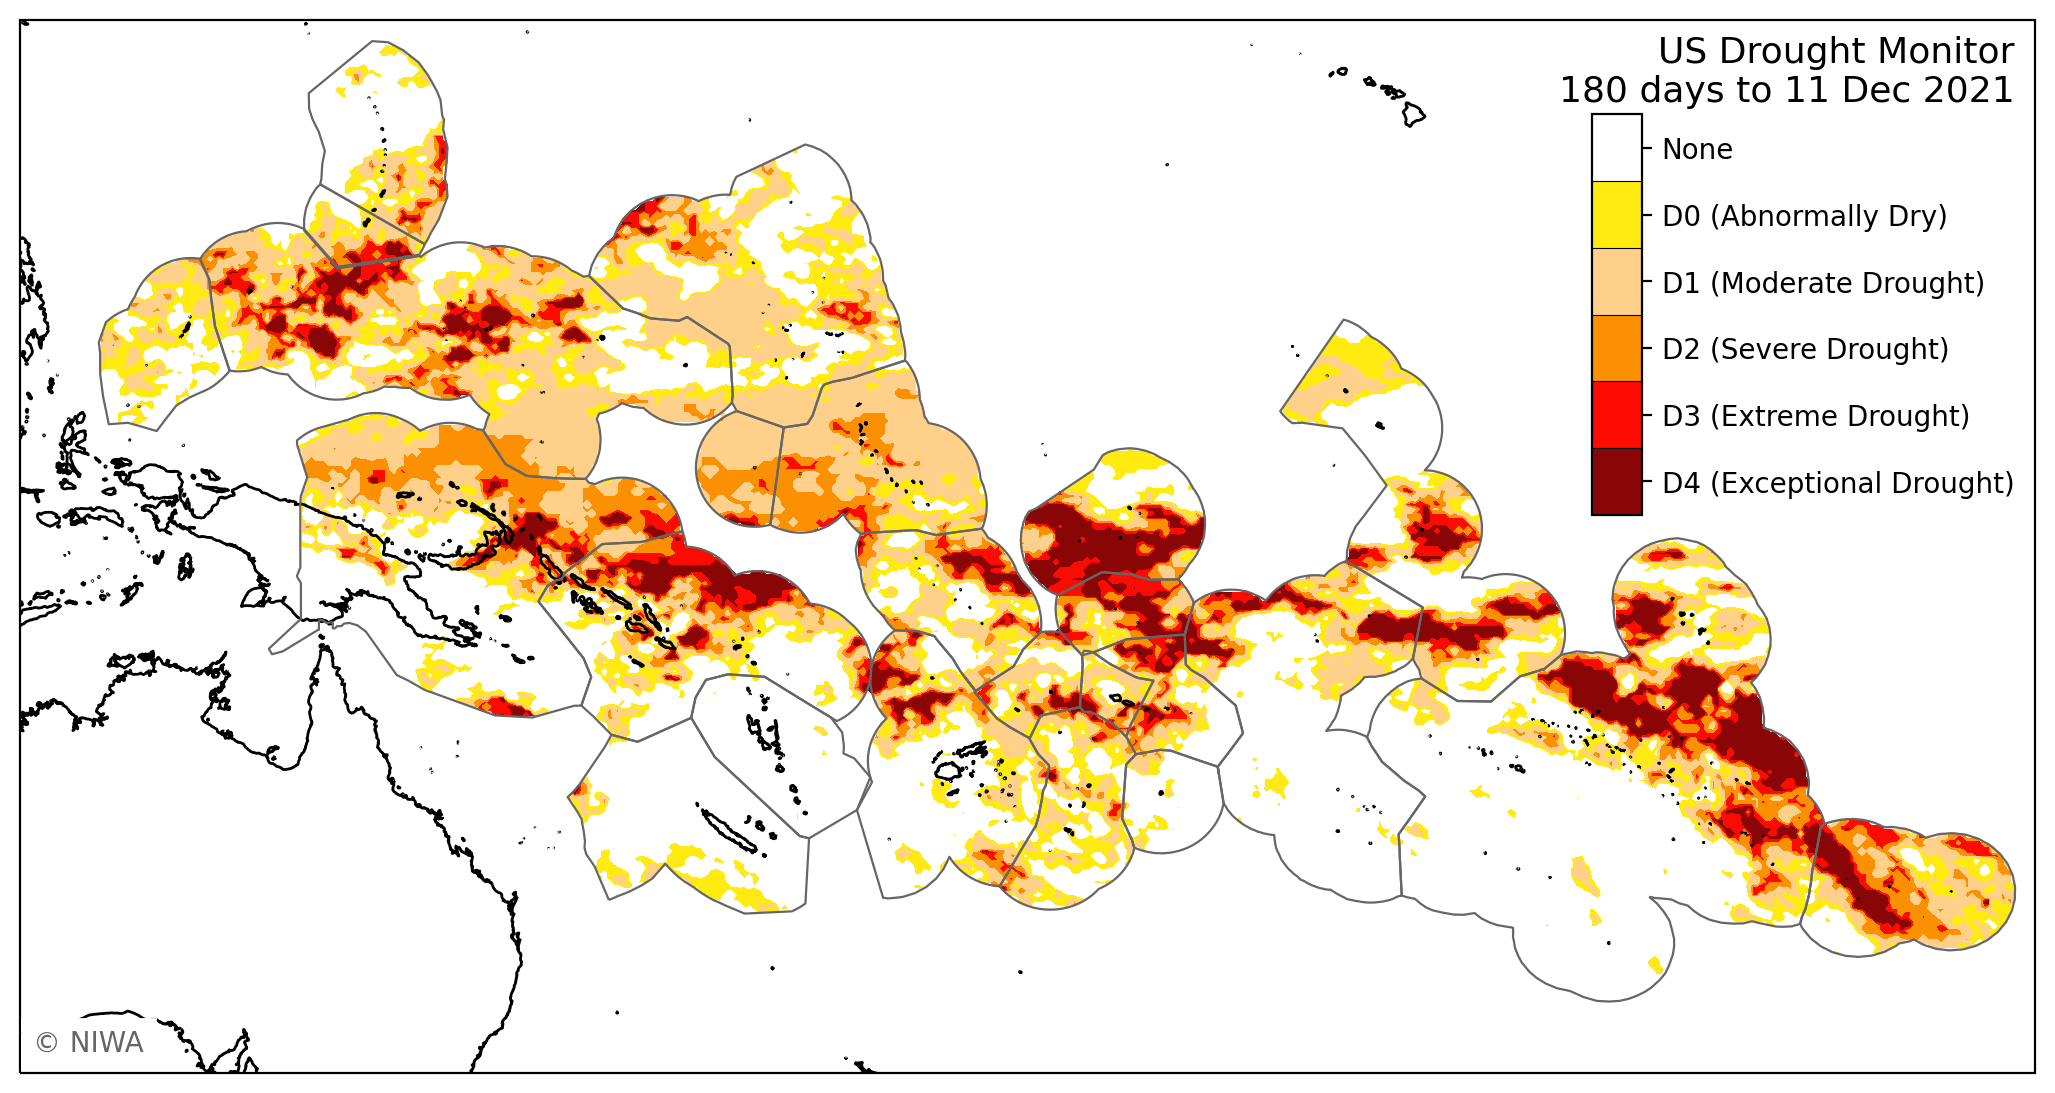 US Drought Monitor
180 days to 11 Dec 2021
None
D0 (Abnormally Dry)
D1 (Moderate Drought)
D2 (Severe Drought)
D3 (Extreme Drought)
D4 (Exceptional Drought)
© NIWA